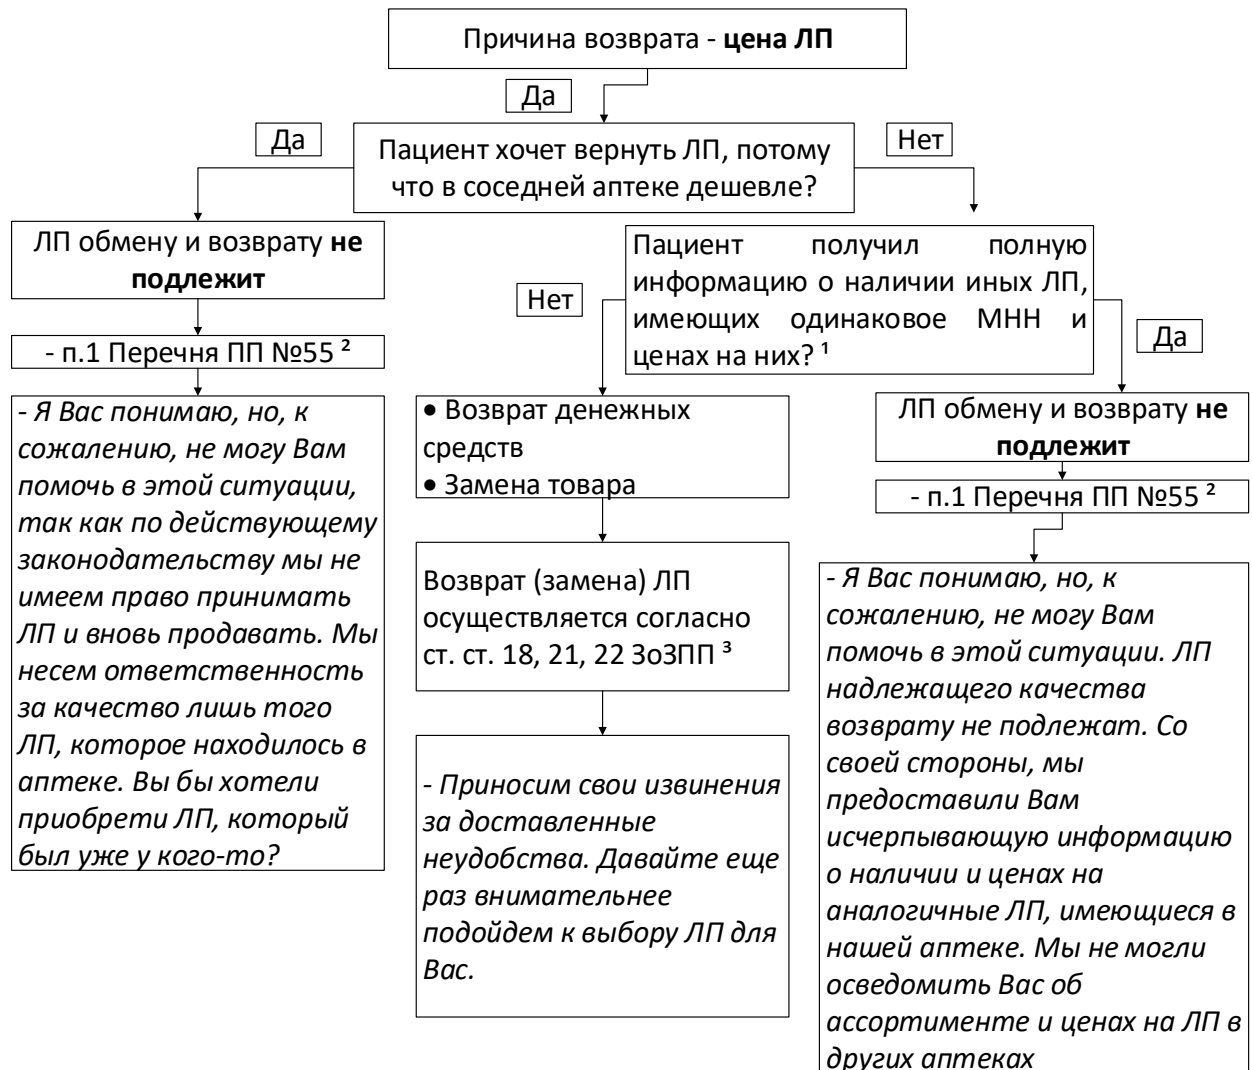 Причина возврата - цена ЛП
Да
Да
Пациент хочет вернуть ЛП, потому
что в соседней аптеке дешевле?
Нет
ЛП обмену и возврату не
подлежит
- п.1 Перечня ПП №55 ²
- Я Вас понимаю, но, к
сожалению, не могу Вам
помочь в этой ситуации,
так как по действующему
законодательству мы не
имеем право принимать
ЛП и вновь продавать. Мы
несем ответственность
за качество лишь того
ЛП, которое находилось в
аптеке. Вы бы хотели
приобрети ЛП, который
был уже у кого-то?
Пациент получил полную
информацию о наличии иных ЛП,
имеющих одинаковое МНН и
ценах на них? ¹
Нет
Да
• Возврат денежных
средств
• Замена товара
Возврат (замена) ЛП
осуществляется согласно
ст. ст. 18, 21, 22 ЗоЗПП ³
- Приносим свои извинения
за доставленные
неудобства. Давайте еще
раз внимательнее
подойдем к выбору ЛП для
Вас.
ЛП обмену и возврату не
подлежит
- п.1 Перечня ПП №55 ²
- Я Вас понимаю, но, к
сожалению, не могу Вам
помочь в этой ситуации. ЛП
надлежащего качества
возврату не подлежат. Со
своей стороны, мы
предоставили Вам
исчерпывающую информацию
о наличии и ценах на
аналогичные ЛП, имеющиеся в
нашей аптеке. Мы не могли
осведомить Вас об
ассортименте и ценах на ЛП в
других аптеках